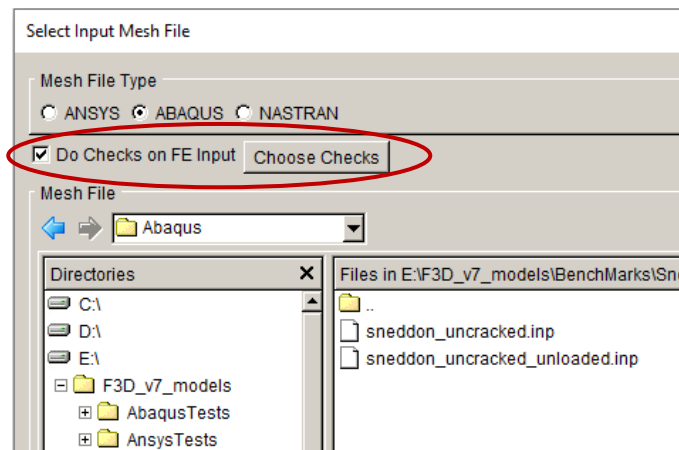 Select Input Mesh File
Mesh File Type
ANSYS ABAQUS NASTRAN
Do Checks on FE Input Choose Checks
Mesh File
Abaqus
Directories Files in E:\F3D_v7_models\BenchMarks\Sne
C:\ ..
D:\ sneddon_uncracked.inp
E:\ sneddon_uncracked_unloaded.inp
F3D_v7_models
AbaqusTests
AnsysTests